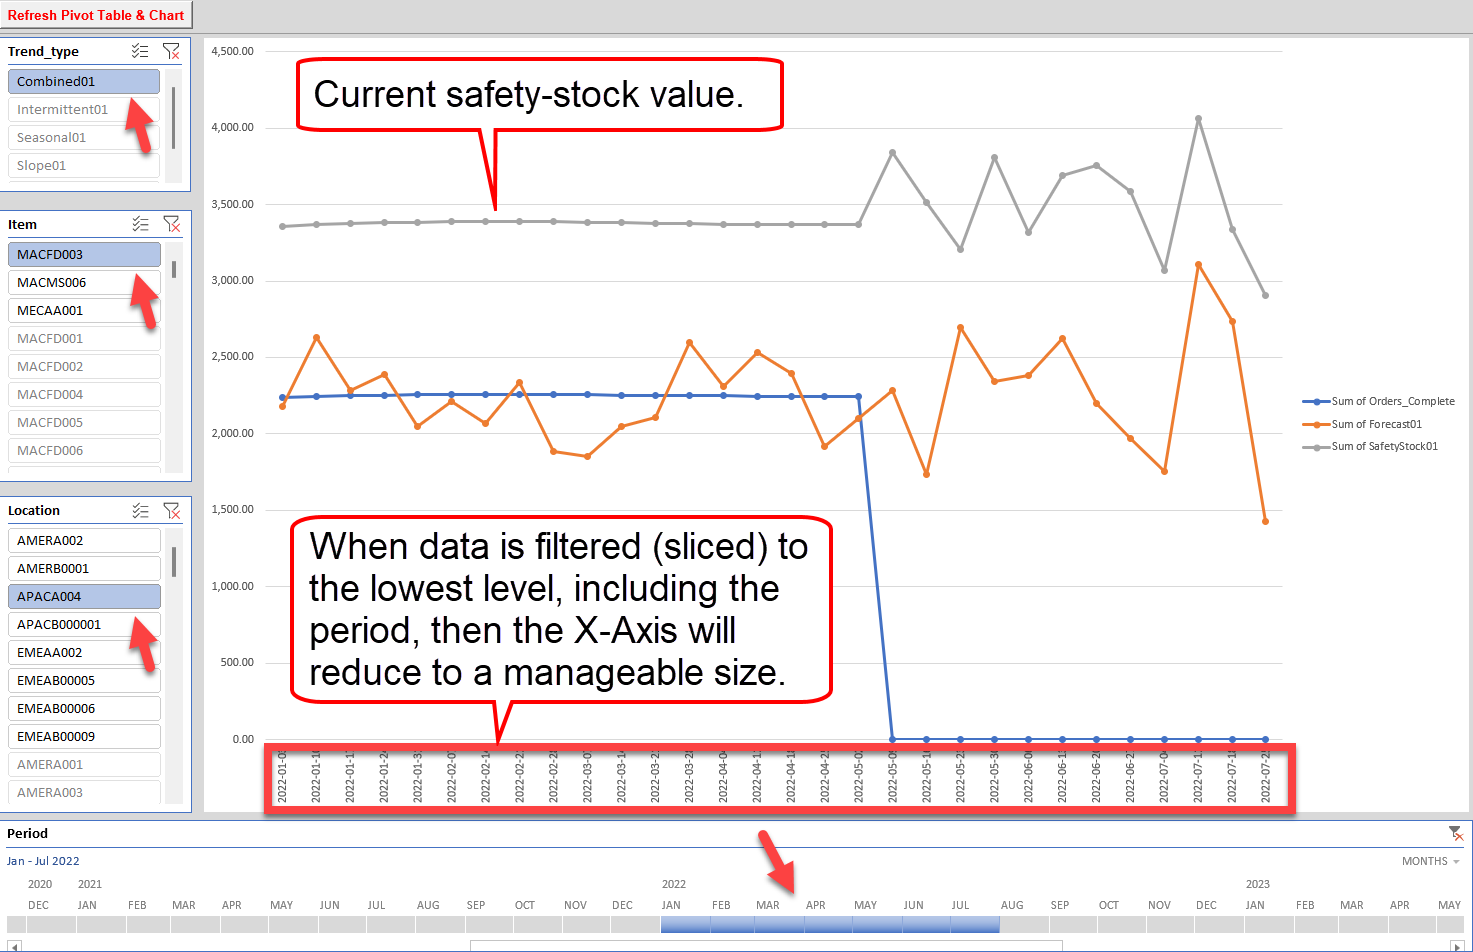 Refresh Pivot Table & Chart
Trend_type
Combined01
Intermittent01
Seasonal01
Slope01
Item
MACFD003
MACMS006
MECAA001
MACFD001
MACFD002
MACFD004
MACFD005
MACFD006
Location
AMERA002
AMERB0001
APACA004
APACB000001
EMEAA002
EMEAB00005
EMEAB00006
EMEAB00009
AMERA001
AMERA003
4,500.00
4,000.00
3,500.00
3,000.00
2,500.00
2,000.00
1,500.00
1,000.00
500.00
0.00
Current safety-stock value.
When data is filtered (sliced) to
the lowest level, including the
period, then the X-Axis will
reduce to a manageable size.
Sum of Orders_Complete
Sum of Forecast01
Sum of SafetyStock01
Period
Jan - Jul 2022
MONTHS
2020 2021 2022 2023
DEC JAN FEB MAR APR MAY JUN JUL AUG SEP OCT NOV DEC JAN FEB MAR APR MAY JUN JUL AUG SEP OCT NOV DEC JAN FEB MAR APR MAY